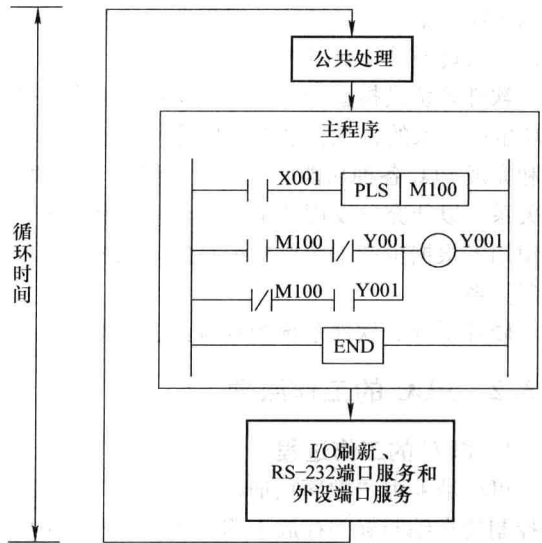 公共处理
主程序
X001
PLS M100
M100 Y001 Y001
M100 Y001
END
循环时间
I/O刷新、
RS-232端口服务和
外设端口服务